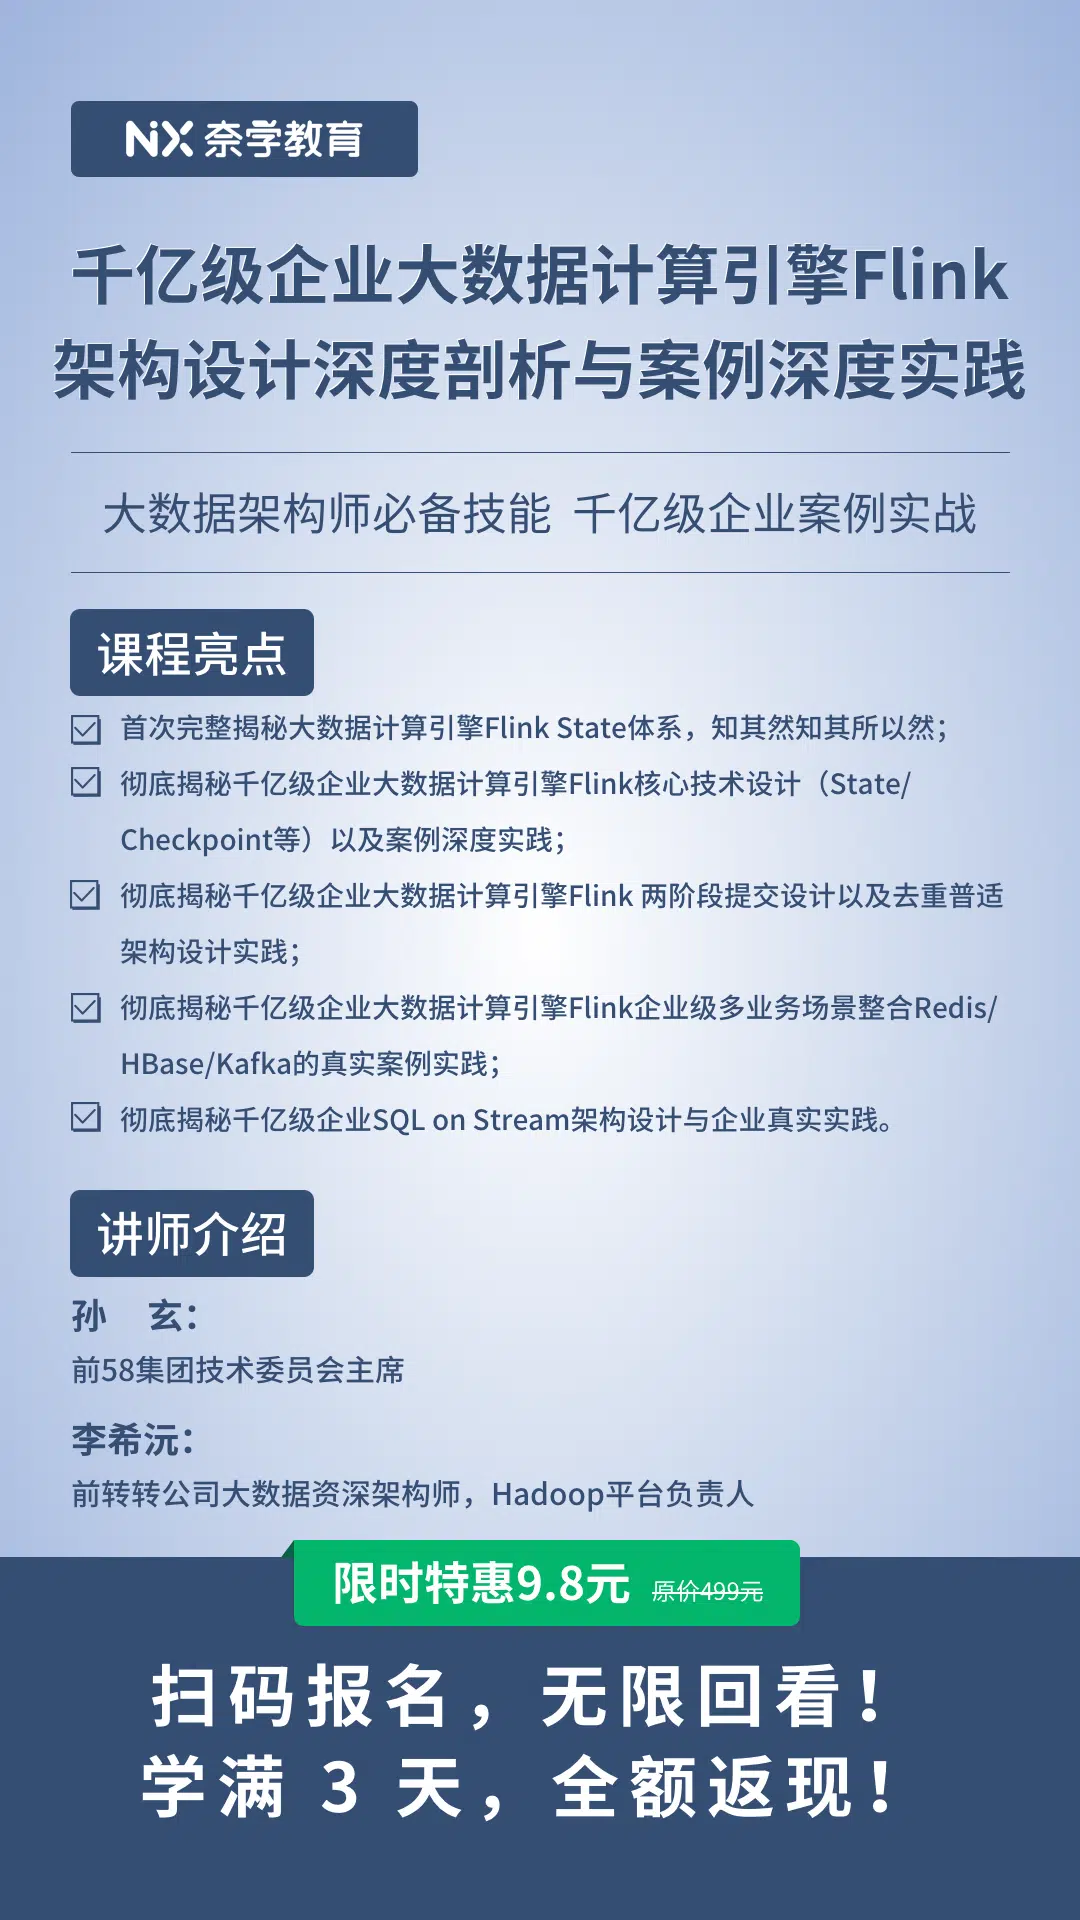 NiX 奈学教育
千亿级企业大数据计算引擎Flink
架构设计深度剖析与案例深度实践
大数据架构师必备技能 千亿级企业案例实战
课程亮点
首次完整揭秘大数据计算引擎Flink State体系，知其然知其所以然；
彻底揭秘千亿级企业大数据计算引擎Flink核心技术设计（State/
Checkpoint等）以及案例深度实践；
彻底揭秘千亿级企业大数据计算引擎Flink 两阶段提交设计以及去重普适
架构设计实践；
彻底揭秘千亿级企业大数据计算引擎Flink企业级多业务场景整合Redis/
HBase/Kafka的真实案例实践；
彻底揭秘千亿级企业SQL on Stream架构设计与企业真实实践。
讲师介绍
孙 玄：
前58集团技术委员会主席
李希沅：
前转转公司大数据资深架构师，Hadoop平台负责人
限时特惠9.8元 原价499元
扫码报名，无限回看！
学满 3 天，全额返现！